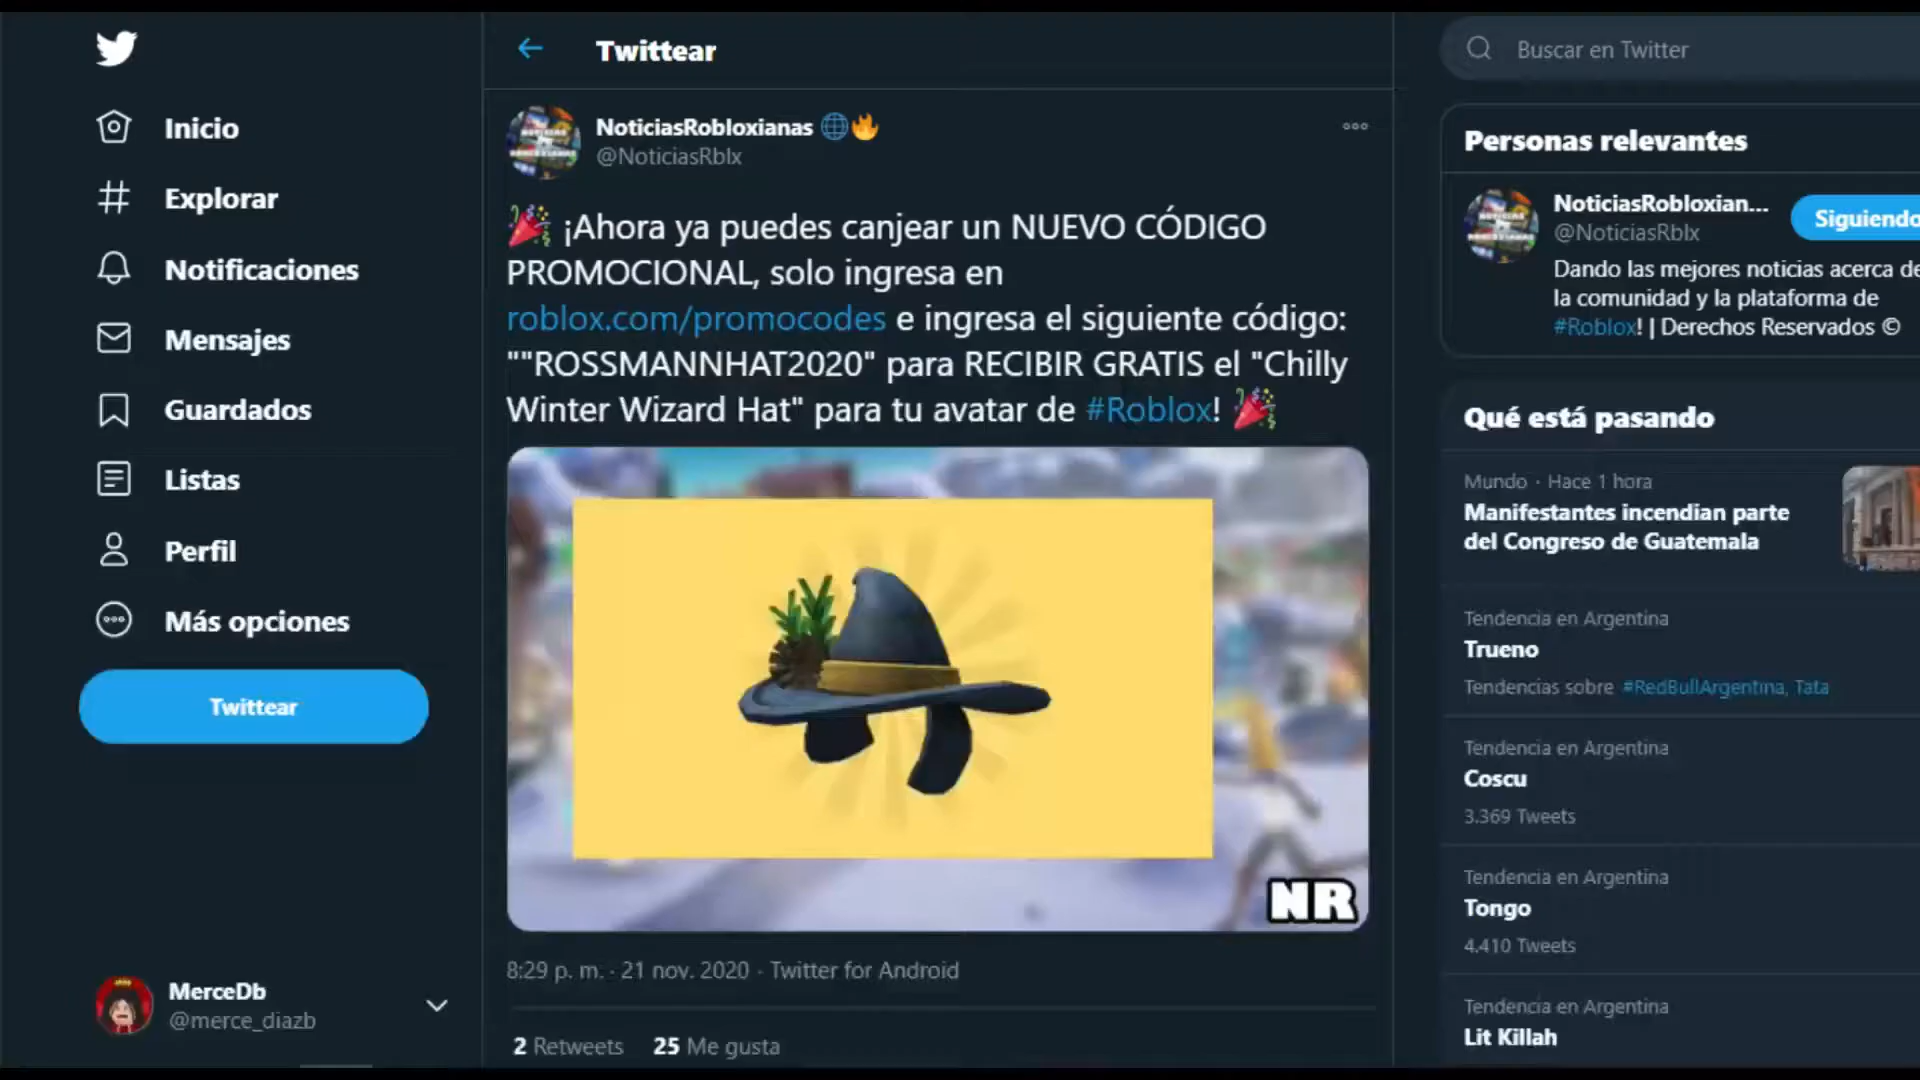 Inicio
Explorar
Notificaciones
Mensajes
Guardados
Listas
Perfil
Más opciones
Twittear
MerceDb
@merce_diazb
Twittear
NoticiasRobloxianas
@NoticiasRblx
¡Ahora ya puedes canjear un NUEVO CÓDIGO
PROMOCIONAL, solo ingresa en
roblox.com/promocodes e ingresa el siguiente código:
""ROSSMANNHAT2020" para RECIBIR GRATIS el "Chilly
Winter Wizard Hat" para tu avatar de #Roblox!
NR
8:29 p. m. · 21 nov. 2020 · Twitter for Android
2 Retweets 25 Me gusta
Buscar en Twitter
Personas relevantes
NoticiasRobloxian...
@NoticiasRblx
Siguiendo
Dando las mejores noticias acerca de
la comunidad y la plataforma de
#Roblox! | Derechos Reservados ©
Qué está pasando
Mundo · Hace 1 hora
Manifestantes incendian parte
del Congreso de Guatemala
Tendencia en Argentina
Trueno
Tendencias sobre #RedBullArgentina, Tata
Tendencia en Argentina
Coscu
3.369 Tweets
Tendencia en Argentina
Tongo
4.410 Tweets
Tendencia en Argentina
Lit Killah